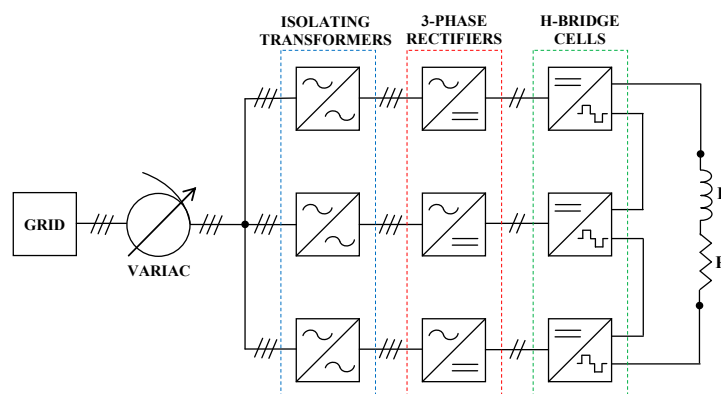 ISOLATING
TRANSFORMERS
3-PHASE
RECTIFIERS
H-BRIDGE
CELLS
GRID
VARIAC